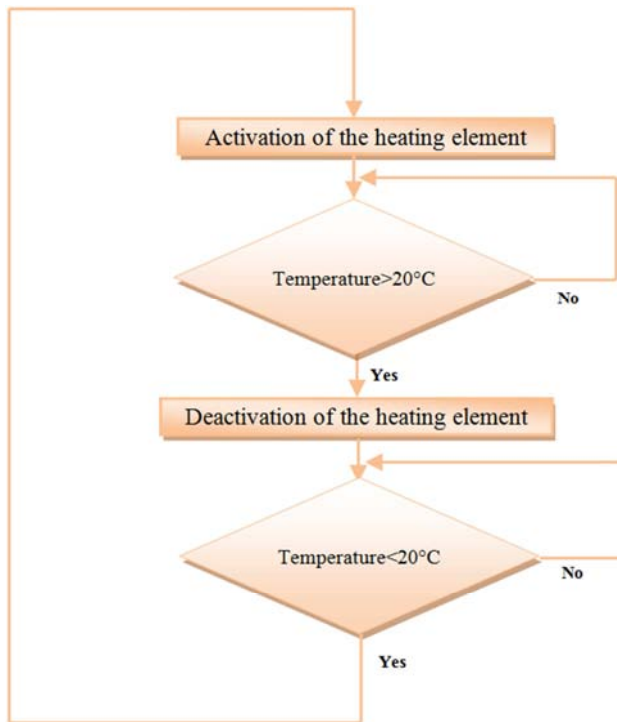 Activation of the heating element
Temperature>20°C
No
Yes
Deactivation of the heating element
Temperature<20°C
No
Yes